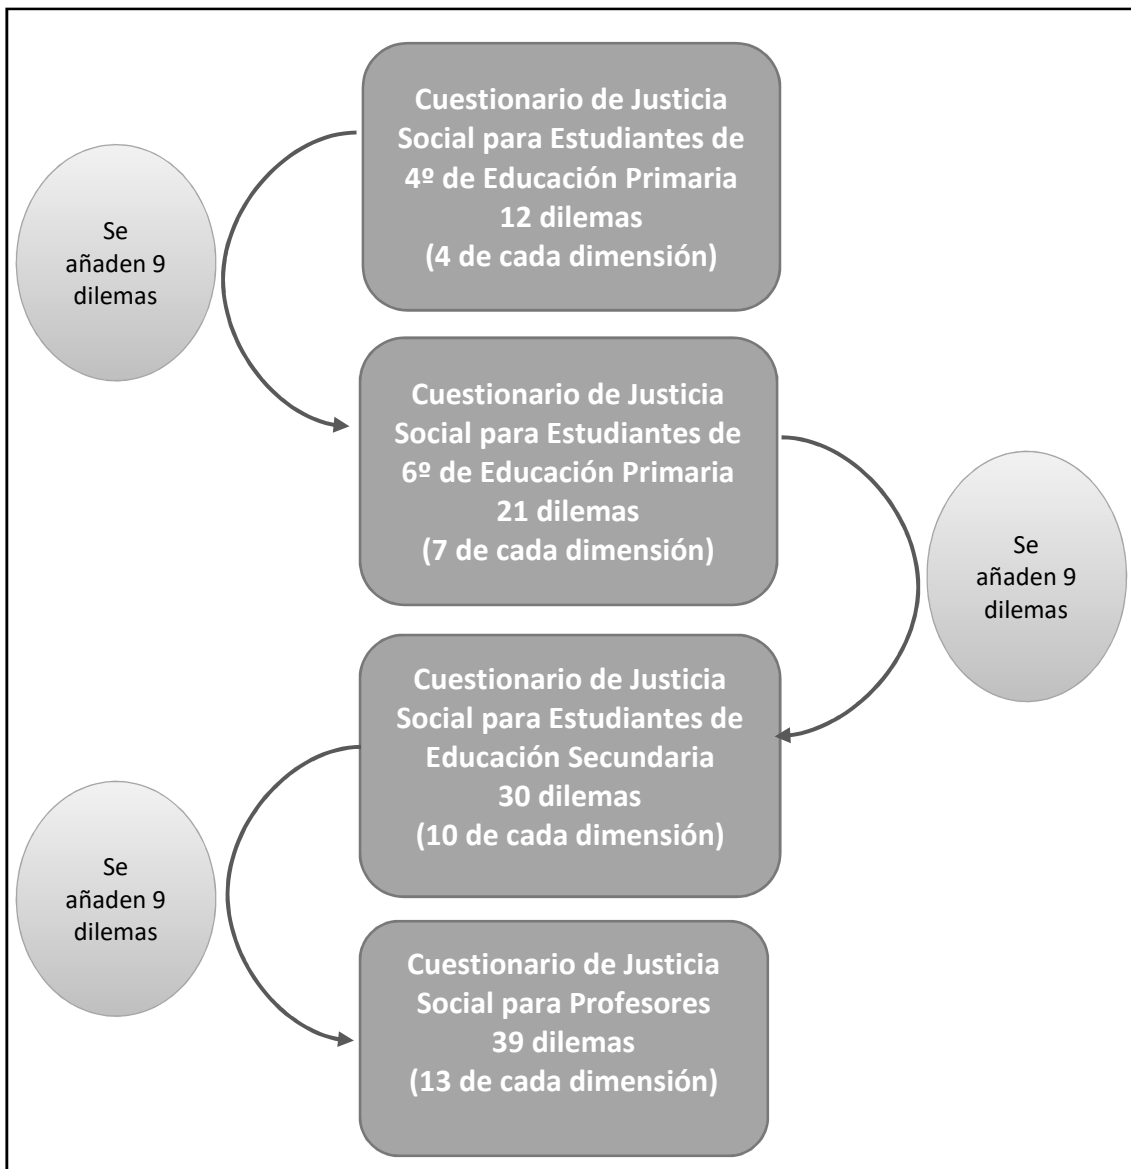 Cuestionario de Justicia
Social para Estudiantes de
4º de Educación Primaria
12 dilemas
(4 de cada dimensión)
Se
añaden 9
dilemas
Cuestionario de Justicia
Social para Estudiantes de
6º de Educación Primaria
21 dilemas
(7 de cada dimensión)
Se
añaden 9
dilemas
Cuestionario de Justicia
Social para Estudiantes de
Educación Secundaria
30 dilemas
(10 de cada dimensión)
Se
añaden 9
dilemas
Cuestionario de Justicia
Social para Profesores
39 dilemas
(13 de cada dimensión)